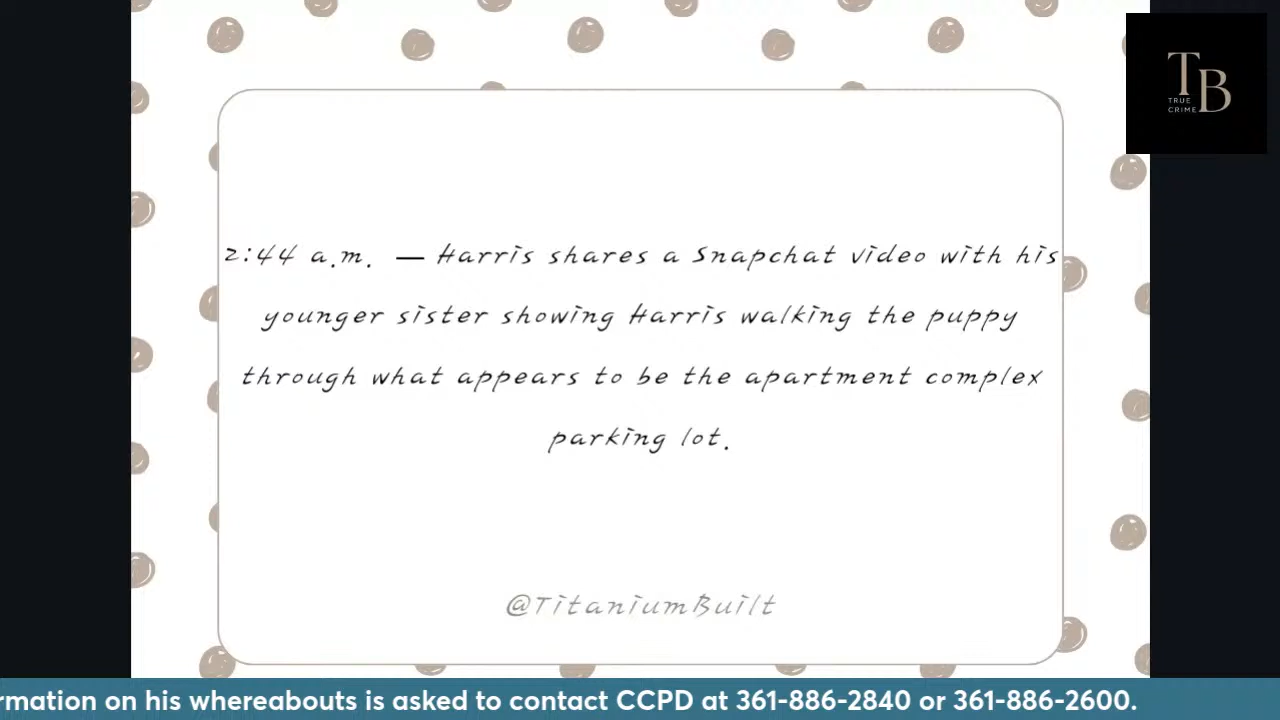 TB
TRUE
CRIME
2:44 a.m. — Harris shares a Snapchat video with his
younger sister showing Harris walking the puppy
through what appears to be the apartment complex
parking lot.
@TitaniumBuilt
rmation on his whereabouts is asked to contact CCPD at 361-886-2840 or 361-886-2600.